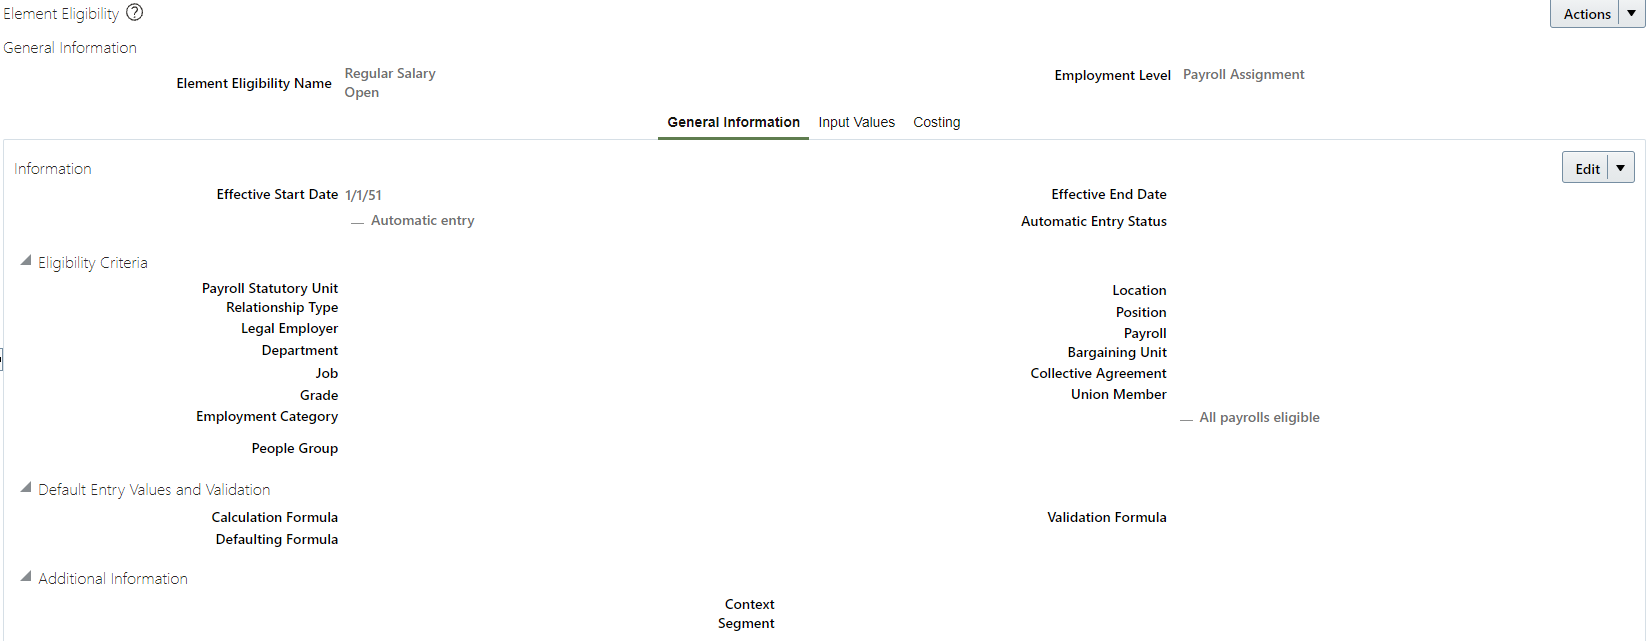 Element Eligibility ?
Actions
General Information
Element Eligibility Name Regular Salary Open
Employment Level Payroll Assignment
General Information Input Values Costing
Information
Edit
Effective Start Date 1/1/51
Effective End Date
Automatic entry
Automatic Entry Status
Eligibility Criteria
Payroll Statutory Unit
Relationship Type
Legal Employer
Department
Job
Grade
Employment Category
People Group
Location
Position
Payroll
Bargaining Unit
Collective Agreement
Union Member
All payrolls eligible
Default Entry Values and Validation
Calculation Formula
Defaulting Formula
Validation Formula
Additional Information
Context
Segment